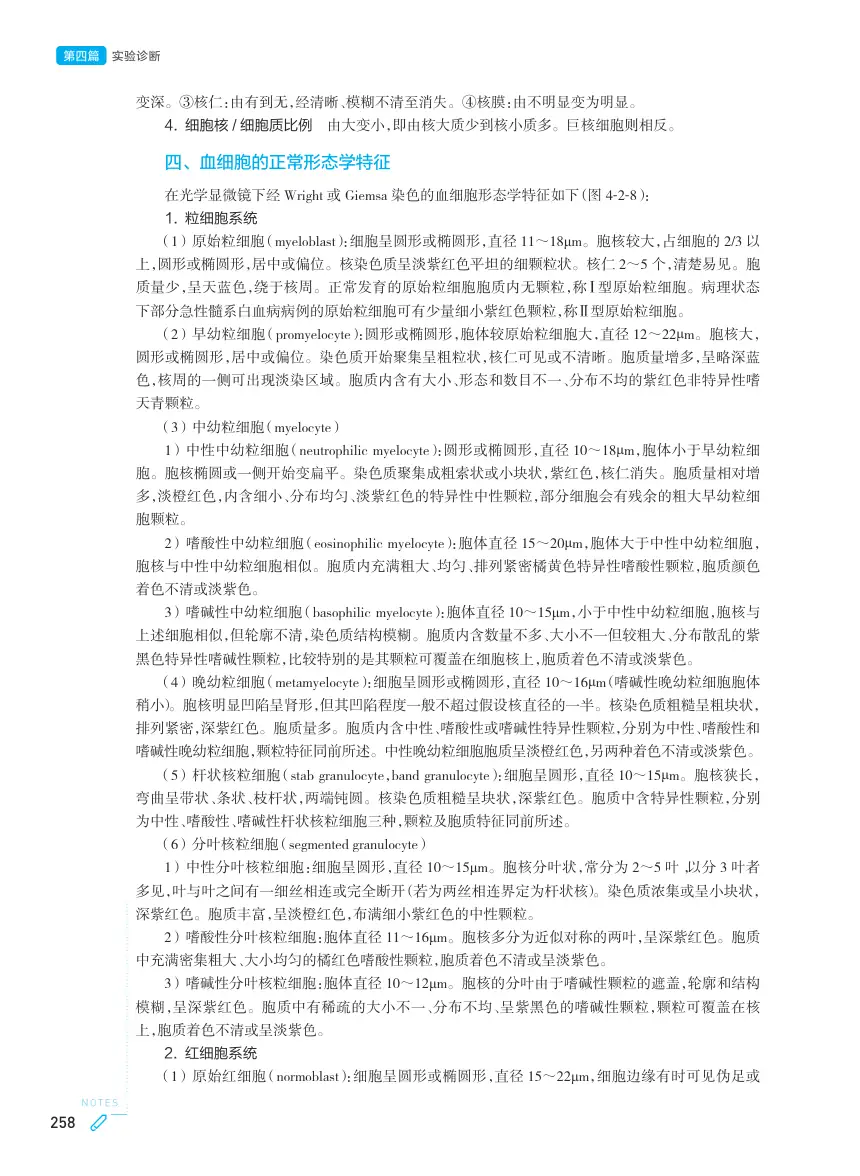 第四篇 实验诊断
变深。③核仁：由有到无，经清晰、模糊不清至消失。④核膜：由不明显变为明显。
4. 细胞核 / 细胞质比例　由大变小，即由核大质少到核小质多。巨核细胞则相反。
四、血细胞的正常形态学特征
在光学显微镜下经 Wright 或 Giemsa 染色的血细胞形态学特征如下（图 4-2-8）：
1. 粒细胞系统
（1）原始粒细胞（myeloblast）：细胞呈圆形或椭圆形，直径 11～18μm。胞核较大，占细胞的 2/3 以
上，圆形或椭圆形，居中或偏位。核染色质呈淡紫红色平坦的细颗粒状。核仁 2～5 个，清楚易见。胞
质量少，呈天蓝色，绕于核周。正常发育的原始粒细胞胞质内无颗粒，称Ⅰ型原始粒细胞。病理状态
下部分急性髓系白血病病例的原始粒细胞可有少量细小紫红色颗粒，称Ⅱ型原始粒细胞。
（2）早幼粒细胞（promyelocyte）：圆形或椭圆形，胞体较原始粒细胞大，直径 12～22μm。胞核大，
圆形或椭圆形，居中或偏位。染色质开始聚集呈粗粒状，核仁可见或不清晰。胞质量增多，呈略深蓝
色，核周的一侧可出现淡染区域。胞质内含有大小、形态和数目不一、分布不均的紫红色非特异性嗜
天青颗粒。
（3）中幼粒细胞（myelocyte）
1）中性中幼粒细胞（neutrophilic myelocyte）：圆形或椭圆形，直径 10～18μm，胞体小于早幼粒细
胞。胞核椭圆或一侧开始变扁平。染色质聚集成粗索状或小块状，紫红色，核仁消失。胞质量相对增
多，淡橙红色，内含细小、分布均匀、淡紫红色的特异性中性颗粒，部分细胞会有残余的粗大早幼粒细
胞颗粒。
2）嗜酸性中幼粒细胞（eosinophilic myelocyte）：胞体直径 15～20μm，胞体大于中性中幼粒细胞，
胞核与中性中幼粒细胞相似。胞质内充满粗大、均匀、排列紧密橘黄色特异性嗜酸性颗粒，胞质颜色
着色不清或淡紫色。
3）嗜碱性中幼粒细胞（basophilic myelocyte）：胞体直径 10～15μm，小于中性中幼粒细胞，胞核与
上述细胞相似，但轮廓不清，染色质结构模糊。胞质内含数量不多、大小不一但较粗大、分布散乱的紫
黑色特异性嗜碱性颗粒，比较特别的是其颗粒可覆盖在细胞核上，胞质着色不清或淡紫色。
（4）晚幼粒细胞（metamyelocyte）：细胞呈圆形或椭圆形，直径 10～16μm（嗜碱性晚幼粒细胞胞体
稍小）。胞核明显凹陷呈肾形，但其凹陷程度一般不超过假设核直径的一半。核染色质粗糙呈粗块状，
排列紧密，深紫红色。胞质量多。胞质内含中性、嗜酸性或嗜碱性特异性颗粒，分别为中性、嗜酸性和
嗜碱性晚幼粒细胞，颗粒特征同前所述。中性晚幼粒细胞胞质呈淡橙红色，另两种着色不清或淡紫色。
（5）杆状核粒细胞（stab granulocyte，band granulocyte）：细胞呈圆形，直径 10～15μm。胞核狭长，
弯曲呈带状、条状、枝杆状，两端钝圆。核染色质粗糙呈块状，深紫红色。胞质中含特异性颗粒，分别
为中性、嗜酸性、嗜碱性杆状核粒细胞三种，颗粒及胞质特征同前所述。
（6）分叶核粒细胞（segmented granulocyte）
1）中性分叶核粒细胞：细胞呈圆形，直径 10～15μm。胞核分叶状，常分为 2～5 叶，以分 3 叶者
多见，叶与叶之间有一细丝相连或完全断开（若为两丝相连界定为杆状核）。染色质浓集或呈小块状，
深紫红色。胞质丰富，呈淡橙红色，布满细小紫红色的中性颗粒。
2）嗜酸性分叶核粒细胞：胞体直径 11～16μm。胞核多分为近似对称的两叶，呈深紫红色。胞质
中充满密集粗大、大小均匀的橘红色嗜酸性颗粒，胞质着色不清或呈淡紫色。
3）嗜碱性分叶核粒细胞：胞体直径 10～12μm。胞核的分叶由于嗜碱性颗粒的遮盖，轮廓和结构
模糊，呈深紫红色。胞质中有稀疏的大小不一、分布不均、呈紫黑色的嗜碱性颗粒，颗粒可覆盖在核
上，胞质着色不清或呈淡紫色。
2. 红细胞系统
（1）原始红细胞（normoblast）：细胞呈圆形或椭圆形，直径 15～22μm，细胞边缘有时可见伪足或
NOTES
258